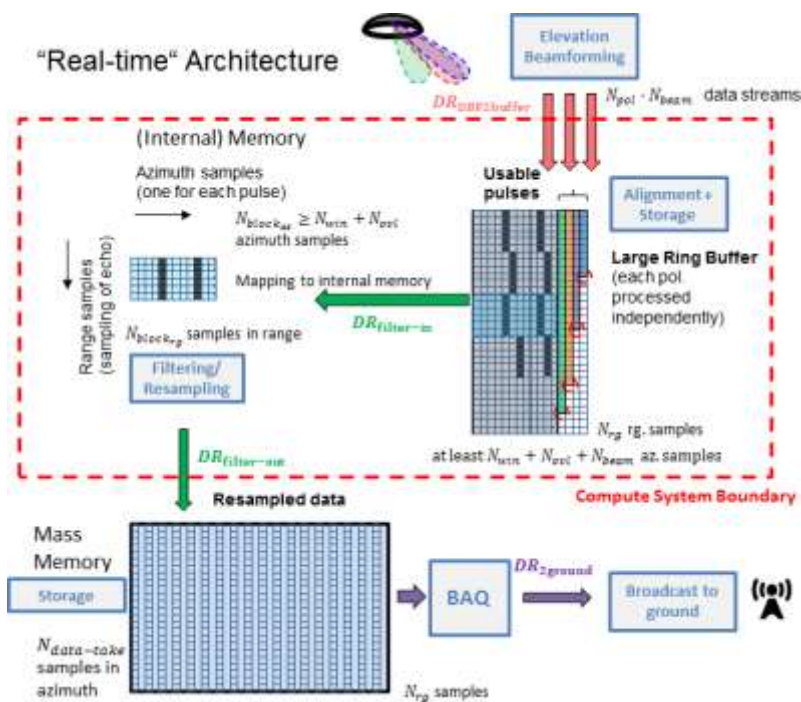 "Real-time" Architecture
Elevation
Beamforming
DR_DBF2buffer
N_pol · N_beam data streams
(Internal) Memory
Azimuth samples
(one for each pulse)
N_block_az ≥ N_win + N_ovl
azimuth samples
Usable
pulses
Alignment+
Storage
Large Ring Buffer
(each pol.
processed
independently)
Range samples
(sampling of echo)
Mapping to internal memory
DR_filter-in
N_block_rg samples in range
Filtering/
Resampling
N_rg rg. samples
at least N_win + N_ovl + N_beam az. samples
DR_filter-out
Compute System Boundary
Resampled data
Mass
Memory
Storage
N_data-take
samples in
azimuth
N_rg samples
BAQ
DR_2ground
Broadcast to
ground